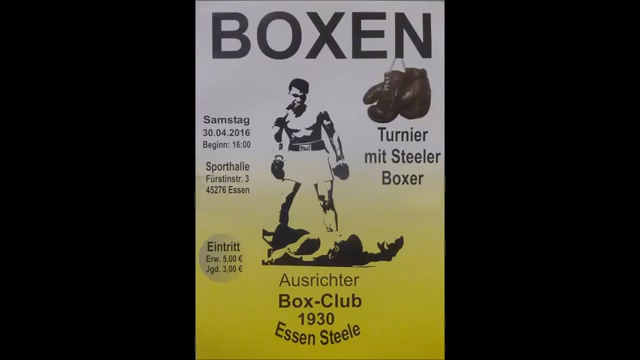 BOXEN
Samstag
30.04.2016
Beginn: 16:00
Turnier
mit Steeler
Boxer
Sporthalle
Fürstinstr. 3
45276 Essen
Eintritt
Erw. 5,00 €
Jgd. 3,00 €
Ausrichter
Box-Club
1930
Essen Steele